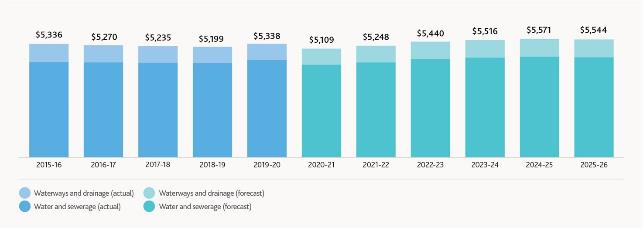 $5,336 $5,270 $5,235 $5,199 $5,338 $5,109 $5,248 $5,440 $5,516 $5,571 $5,544
2015-16 2016-17 2017-18 2018-19 2019-20 2020-21 2021-22 2022-23 2023-24 2024-25 2025-26
Waterways and drainage (actual) Waterways and drainage (forecast)
Water and sewerage (actual) Water and sewerage (forecast)